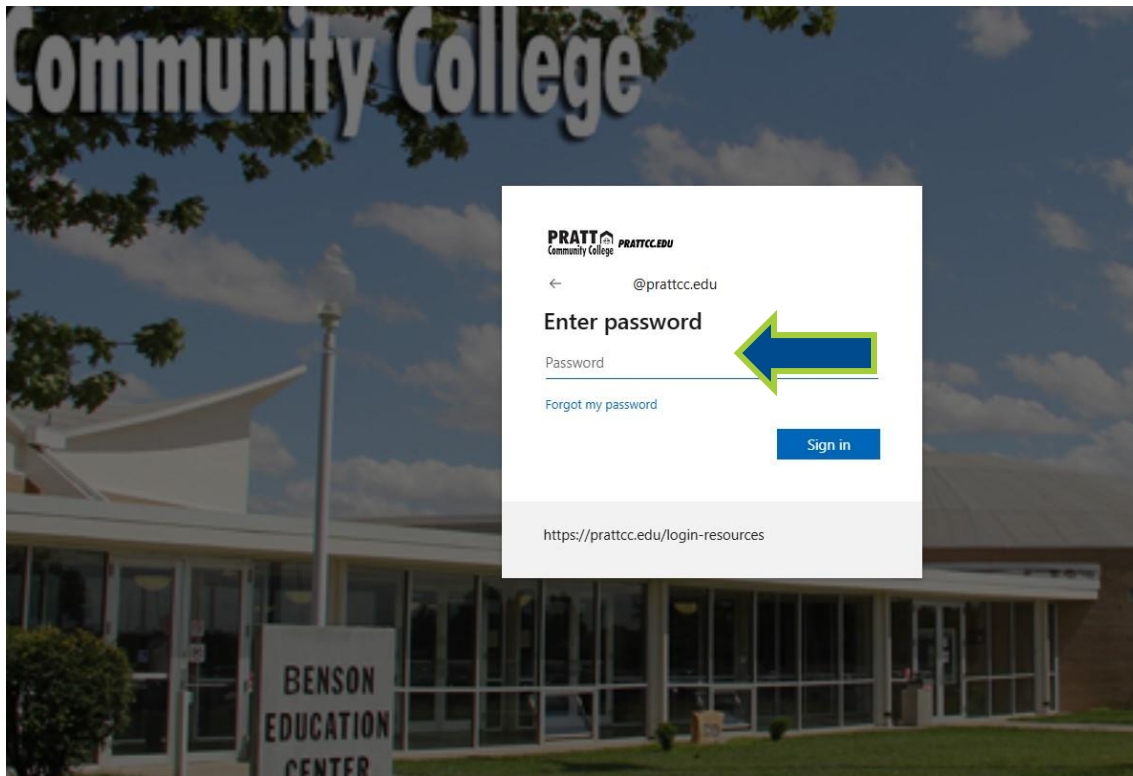 Community College
PRATT
Community College
PRATTCC.EDU
@prattcc.edu
Enter password
Password
Forgot my password
Sign in
https://prattcc.edu/login-resources
BENSON
EDUCATION
CENTER